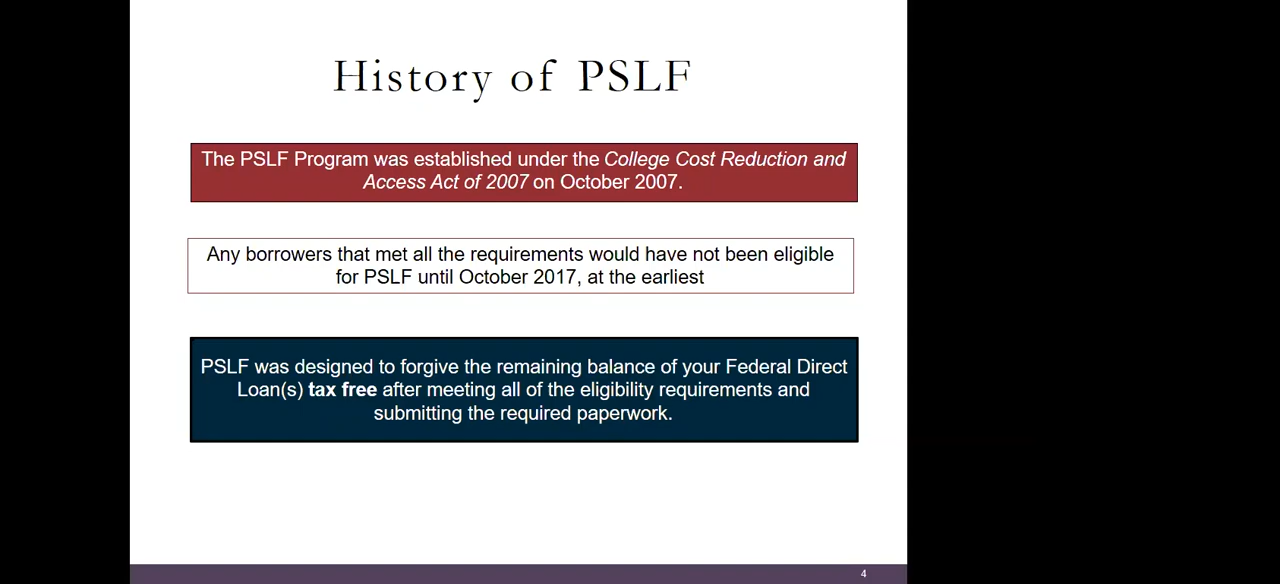 History of PSLF
The PSLF Program was established under the College Cost Reduction and
Access Act of 2007 on October 2007.
Any borrowers that met all the requirements would have not been eligible
for PSLF until October 2017, at the earliest
PSLF was designed to forgive the remaining balance of your Federal Direct
Loan(s) tax free after meeting all of the eligibility requirements and
submitting the required paperwork.
4